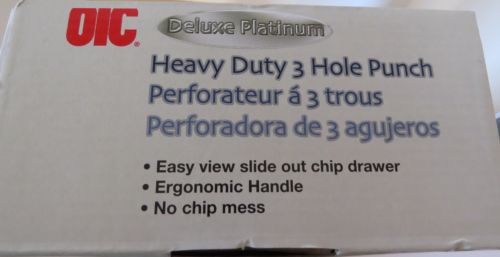 OIC® Deluxe Platinum
Heavy Duty 3 Hole Punch
Perforateur á 3 trous
Perforadora de 3 agujeros
• Easy view slide out chip drawer
• Ergonomic Handle
• No chip mess